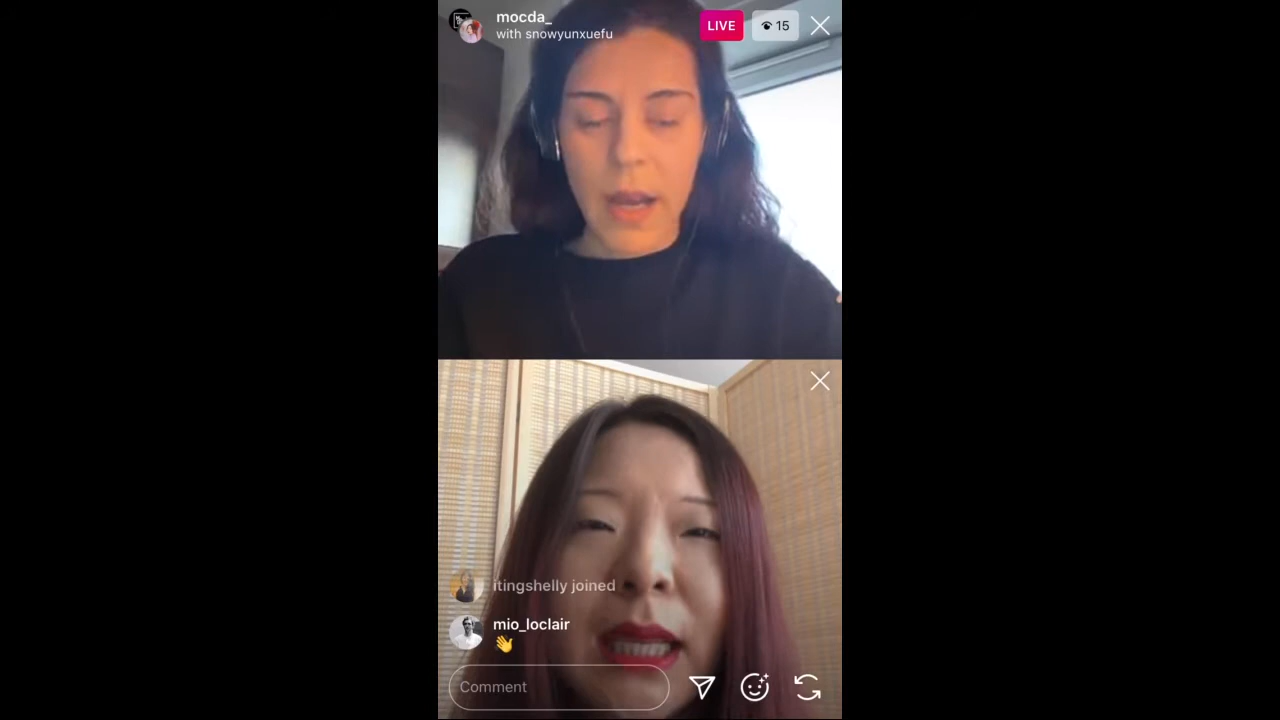 mocda_
with snowyunxuefu
LIVE
15
itingshelly joined
mio_loclair
👋
Comment